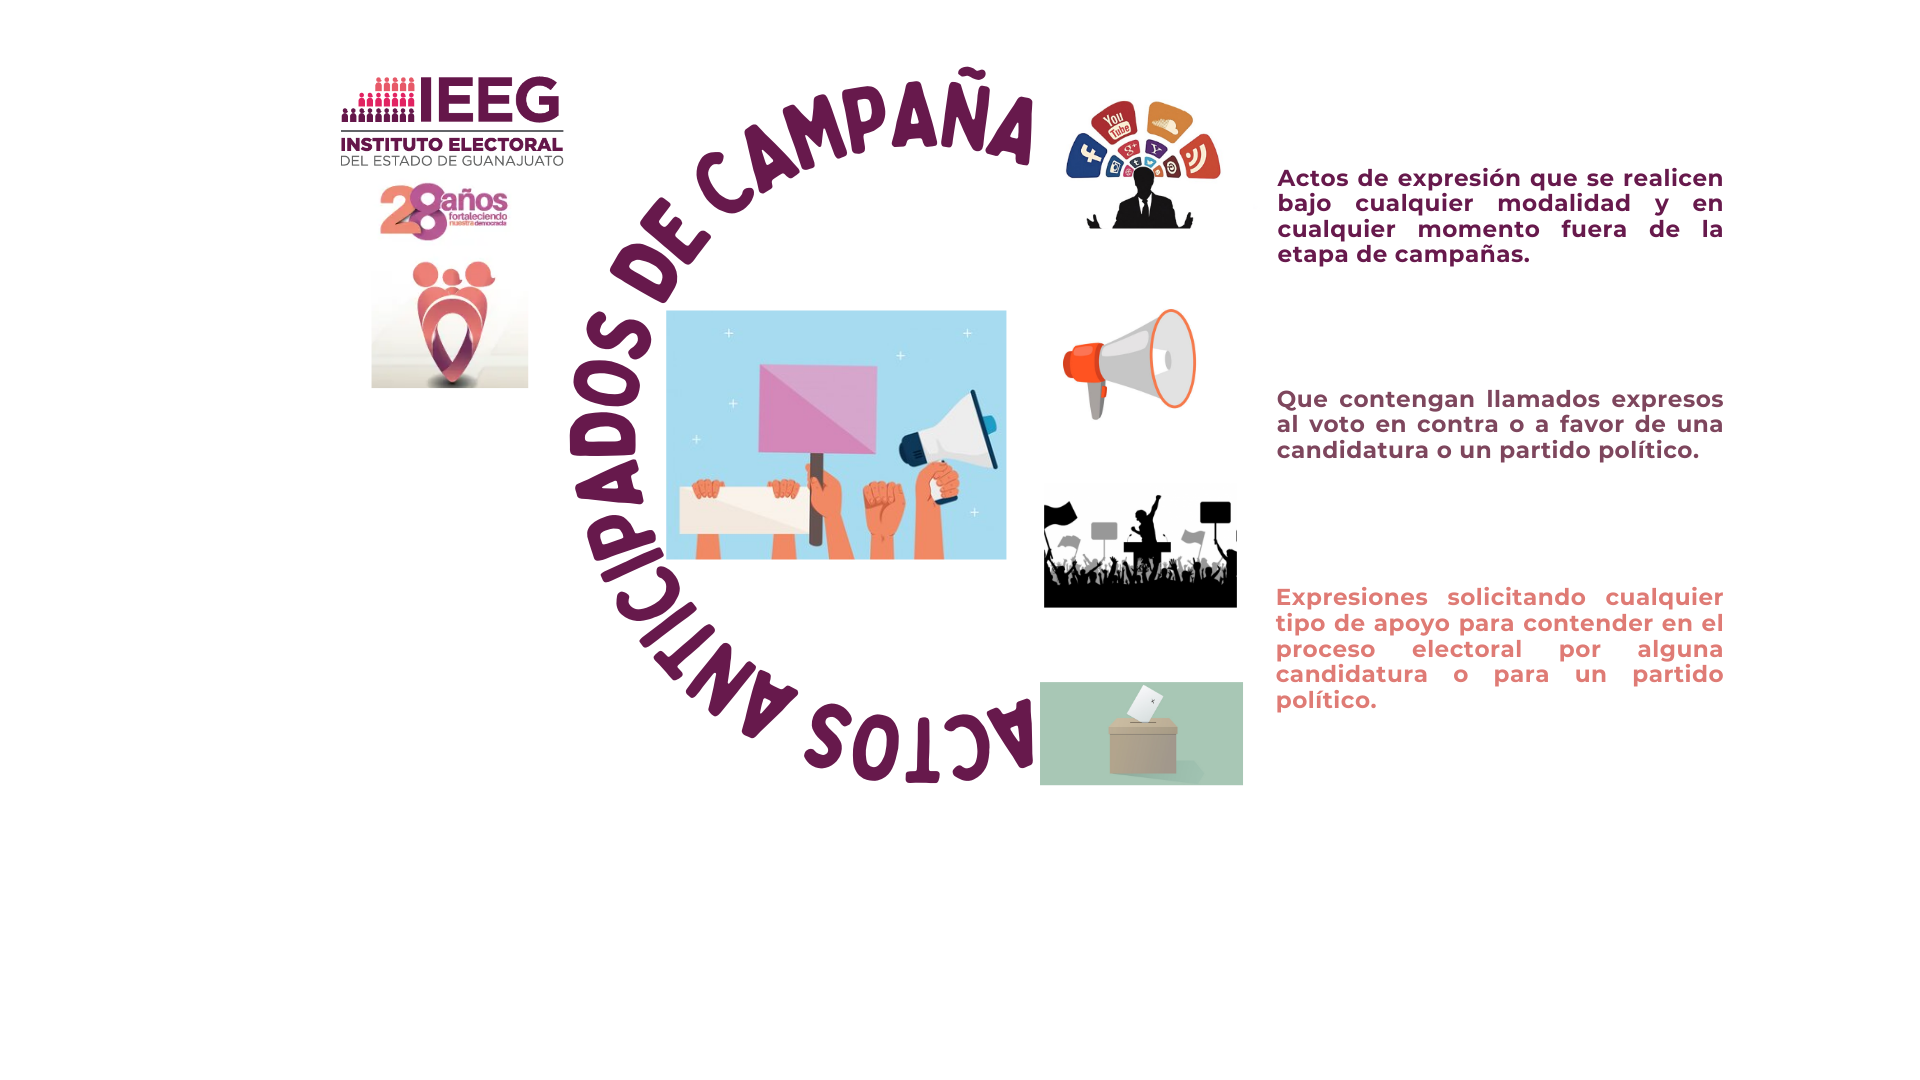 IEEG
INSTITUTO ELECTORAL
DEL ESTADO DE GUANAJUATO
28 años
fortaleciendo
nuestra democracia
ACTOS ANTICIPADOS DE CAMPAÑA
You
Tube
f
g+
Y
t
Actos de expresión que se realicen
bajo cualquier modalidad y en
cualquier momento fuera de la
etapa de campañas.
Que contengan llamados expresos
al voto en contra o a favor de una
candidatura o un partido político.
Expresiones solicitando cualquier
tipo de apoyo para contender en el
proceso electoral por alguna
candidatura o para un partido
político.